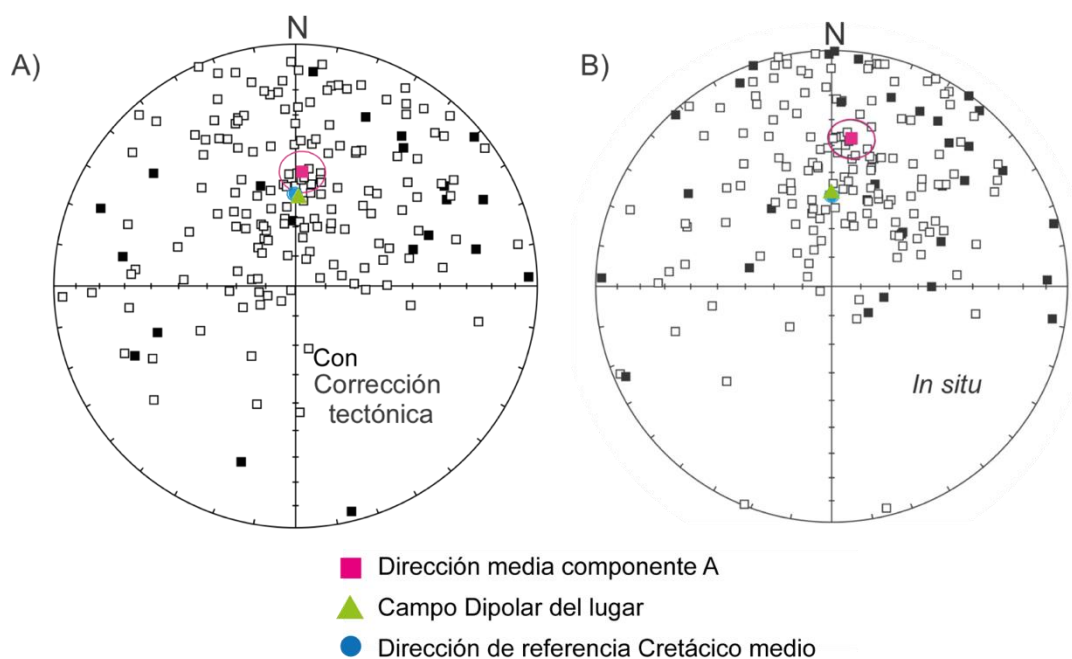 A)
N
Con
Corrección
tectónica
B)
N
In situ
Dirección media componente A
Campo Dipolar del lugar
Dirección de referencia Cretácico medio